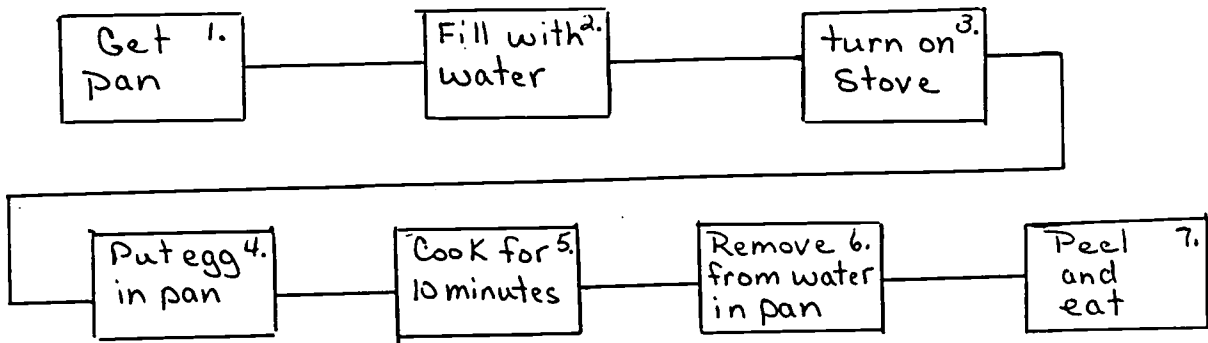 Get 1.
pan
Fill with 2.
water
turn on 3.
Stove
Put egg 4.
in pan
Cook for 5.
10 minutes
Remove 6.
from water
in pan
Peel 7.
and
eat